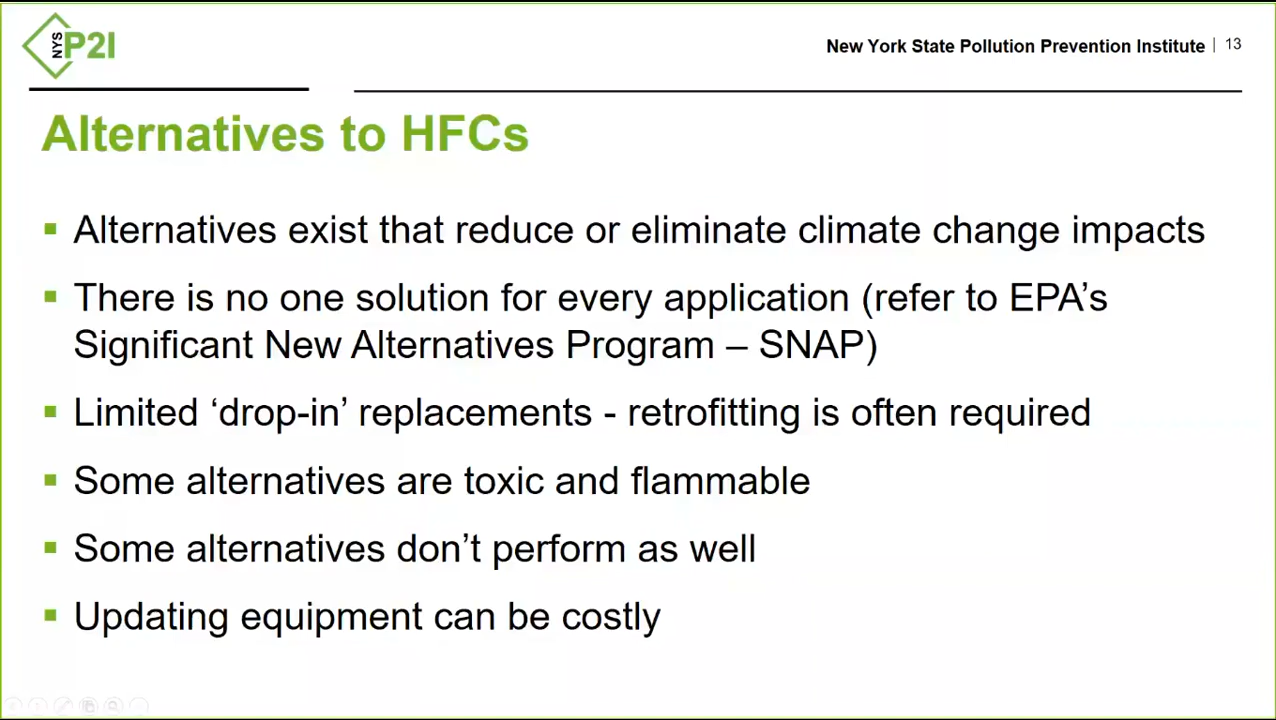 NYS P2I
New York State Pollution Prevention Institute | 13
Alternatives to HFCs
▪ Alternatives exist that reduce or eliminate climate change impacts
▪ There is no one solution for every application (refer to EPA’s
Significant New Alternatives Program – SNAP)
▪ Limited ‘drop-in’ replacements - retrofitting is often required
▪ Some alternatives are toxic and flammable
▪ Some alternatives don’t perform as well
▪ Updating equipment can be costly